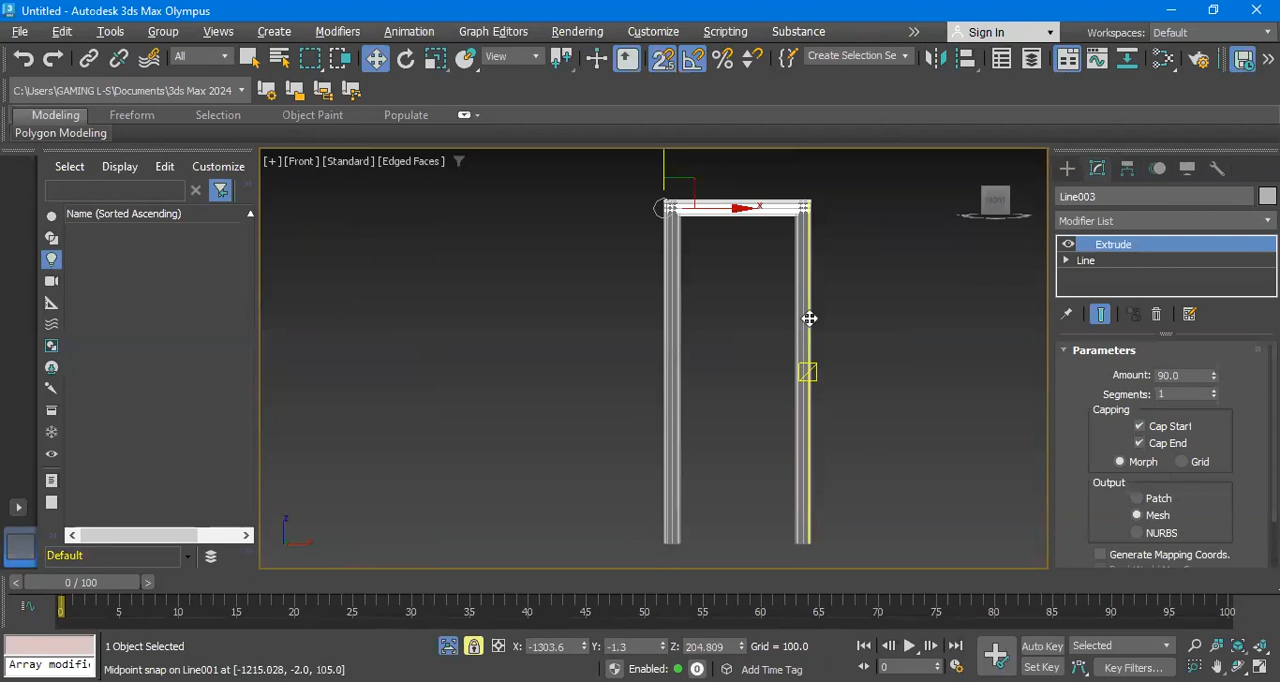 Untitled - Autodesk 3ds Max Olympus
File Edit Tools Group Views Create Modifiers Animation Graph Editors Rendering Customize Scripting Substance Sign In Workspaces: Default
All View Create Selection Se
C:\Users\GAMING L-S\Documents\3ds Max 2024
Modeling Freeform Selection Object Paint Populate
Polygon Modeling
Select Display Edit Customize
[+] [Front] [Standard] [Edged Faces]
Name (Sorted Ascending)
x
FRONT
Line003
Modifier List
Extrude
Line
Parameters
Amount: 90.0
Segments: 1
Capping
Cap Start
Cap End
Morph Grid
Output
Patch
Mesh
NURBS
Generate Mapping Coords.
z
Default
0 / 100
0 5 10 15 20 25 30 35 40 45 50 55 60 65 70 75 80 85 90 95 100
1 Object Selected
X: -1303.6 Y: -1.3 Z: 204.809 Grid = 100.0
Auto Key Selected
Array modifi
Midpoint snap on Line001 at [-1215.028, -2.0, 105.0]
Enabled: 0 Add Time Tag
0
Set Key Key Filters...